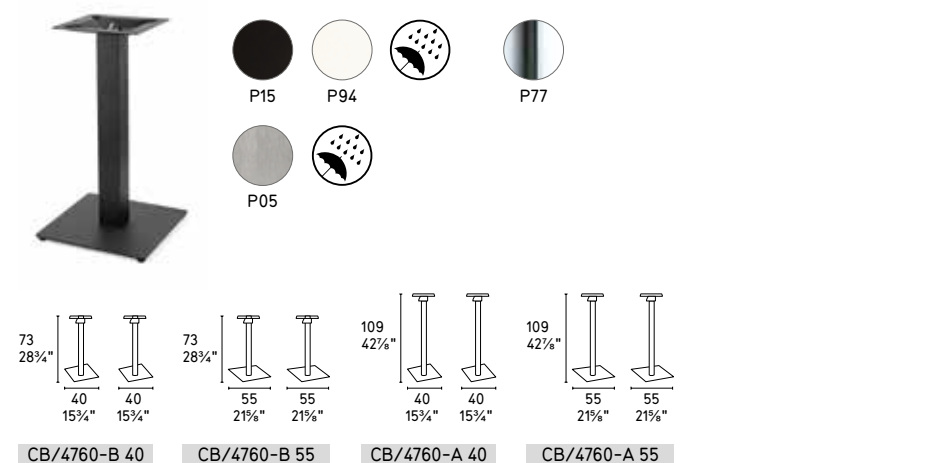 P15 P94 P77
P05
73
28¾"
40 40
15¾" 15¾"
CB/4760-B 40
73
28¾"
55 55
21⅝" 21⅝"
CB/4760-B 55
109
42⅞"
40 40
15¾" 15¾"
CB/4760-A 40
109
42⅞"
55 55
21⅝" 21⅝"
CB/4760-A 55